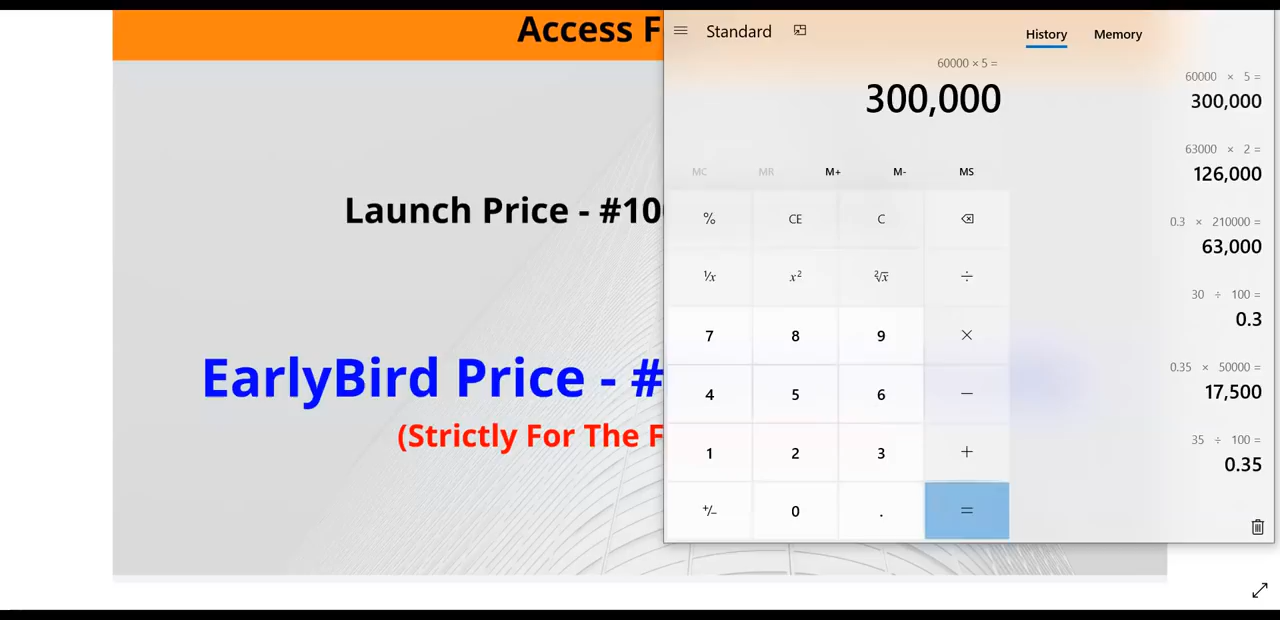 Access F
Launch Price - #10
EarlyBird Price - #
(Strictly For The F
Standard
60000 × 5 =
300,000
MC MR M+ M- MS
% CE C
¹/x x² ²√x ÷
7 8 9 ×
4 5 6 −
1 2 3 +
+/− 0 . =
History Memory
60000 × 5 =
300,000
63000 × 2 =
126,000
0.3 × 210000 =
63,000
30 ÷ 100 =
0.3
0.35 × 50000 =
17,500
35 ÷ 100 =
0.35